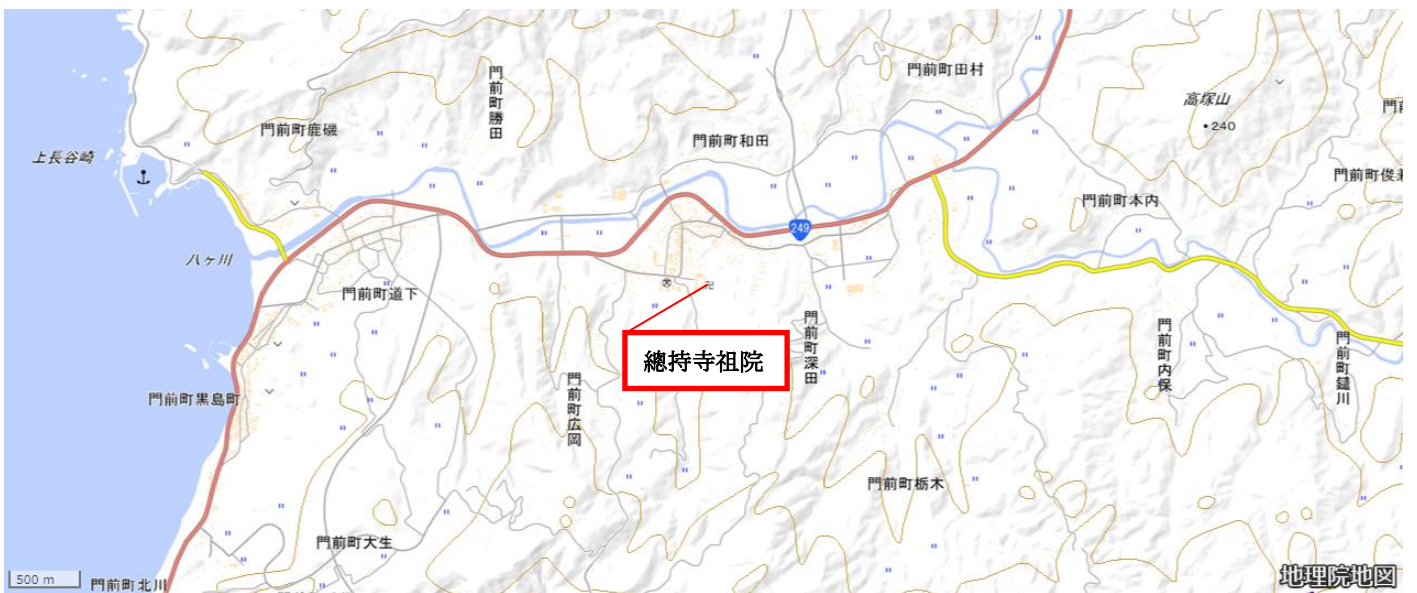 門前町田村
高塚山
・240
門前町勝田
門前町鹿磯
門前町和田
上長谷崎
門前町俊兼
門前町本内
249
八ヶ川
門前町道下
門前町深田
門前町内保
門前町鑓川
總持寺祖院
門前町広岡
門前町黒島町
門前町栃木
門前町大生
500 m
門前町北川
地理院地図